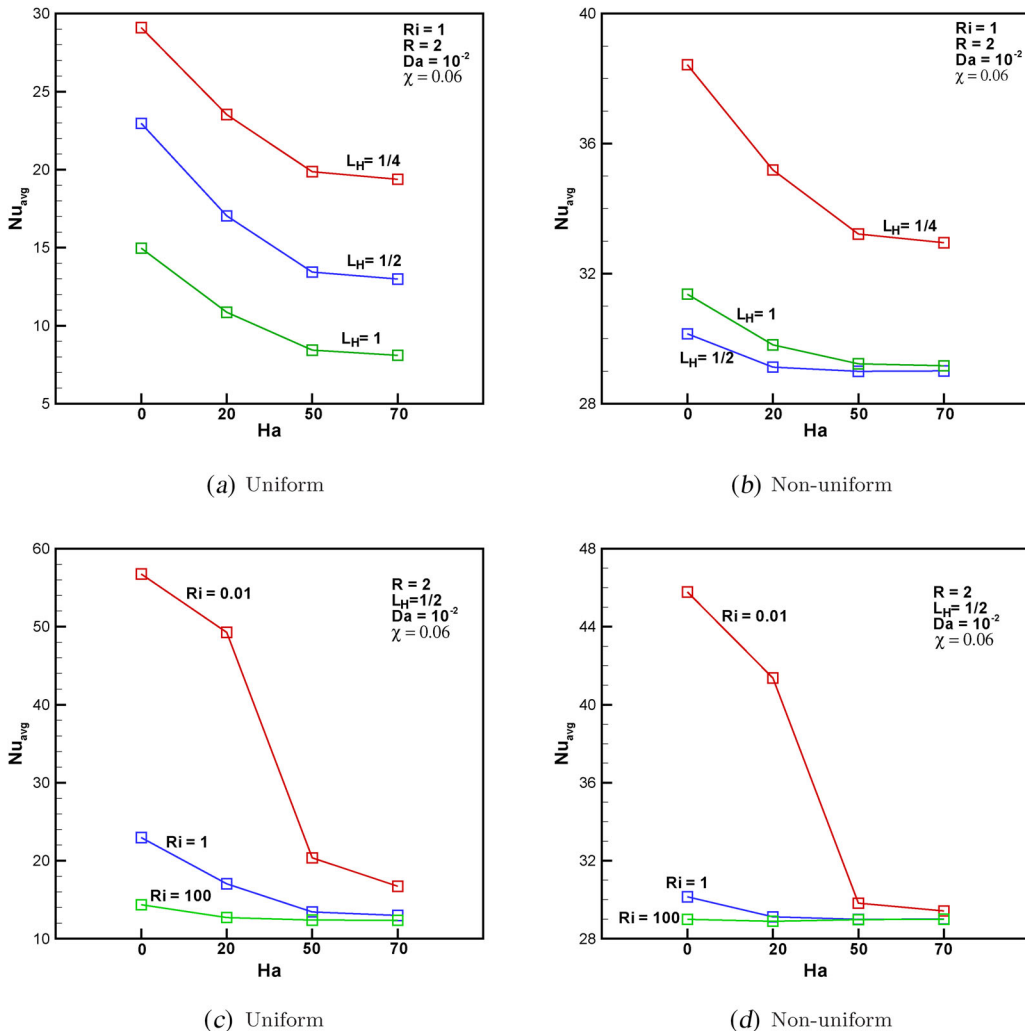 30
25
20
15
10
5
Nu_avg
Ri = 1
R = 2
Da = 10^-2
χ = 0.06
L_H = 1/4
L_H = 1/2
L_H = 1
0 20 50 70
Ha
(a) Uniform
40
36
32
28
Nu_avg
Ri = 1
R = 2
Da = 10^-2
χ = 0.06
L_H = 1/4
L_H = 1
L_H = 1/2
0 20 50 70
Ha
(b) Non-uniform
60
50
40
30
20
10
Nu_avg
R = 2
L_H=1/2
Da = 10^-2
χ = 0.06
Ri = 0.01
Ri = 1
Ri = 100
0 20 50 70
Ha
(c) Uniform
48
44
40
36
32
28
Nu_avg
R = 2
L_H = 1/2
Da = 10^-2
χ = 0.06
Ri = 0.01
Ri = 1
Ri = 100
0 20 50 70
Ha
(d) Non-uniform